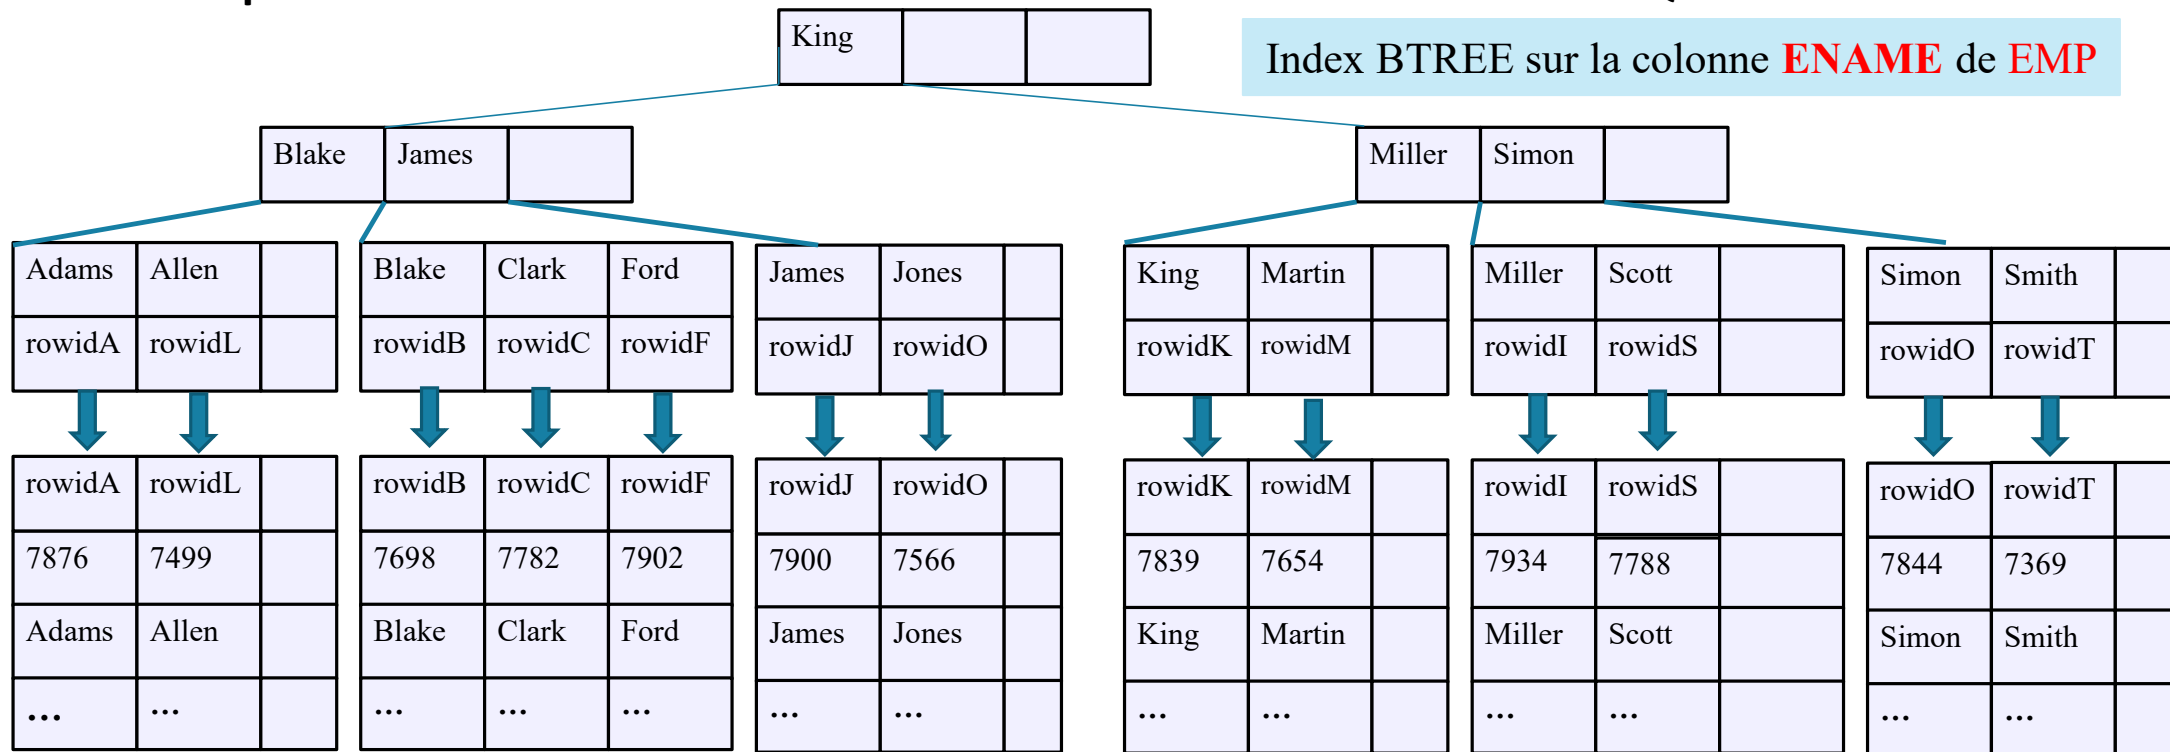 King
Index BTREE sur la colonne ENAME de EMP
Blake James
Miller Simon
Adams Allen
Blake Clark Ford
James Jones
King Martin
Miller Scott
Simon Smith
rowidA rowidL
rowidB rowidC rowidF
rowidJ rowidO
rowidK rowidM
rowidI rowidS
rowidO rowidT
rowidA rowidL
rowidB rowidC rowidF
rowidJ rowidO
rowidK rowidM
rowidI rowidS
rowidO rowidT
7876 7499
7698 7782 7902
7900 7566
7839 7654
7934 7788
7844 7369
Adams Allen
Blake Clark Ford
James Jones
King Martin
Miller Scott
Simon Smith
... ...
... ... ...
... ...
... ...
... ...
... ...